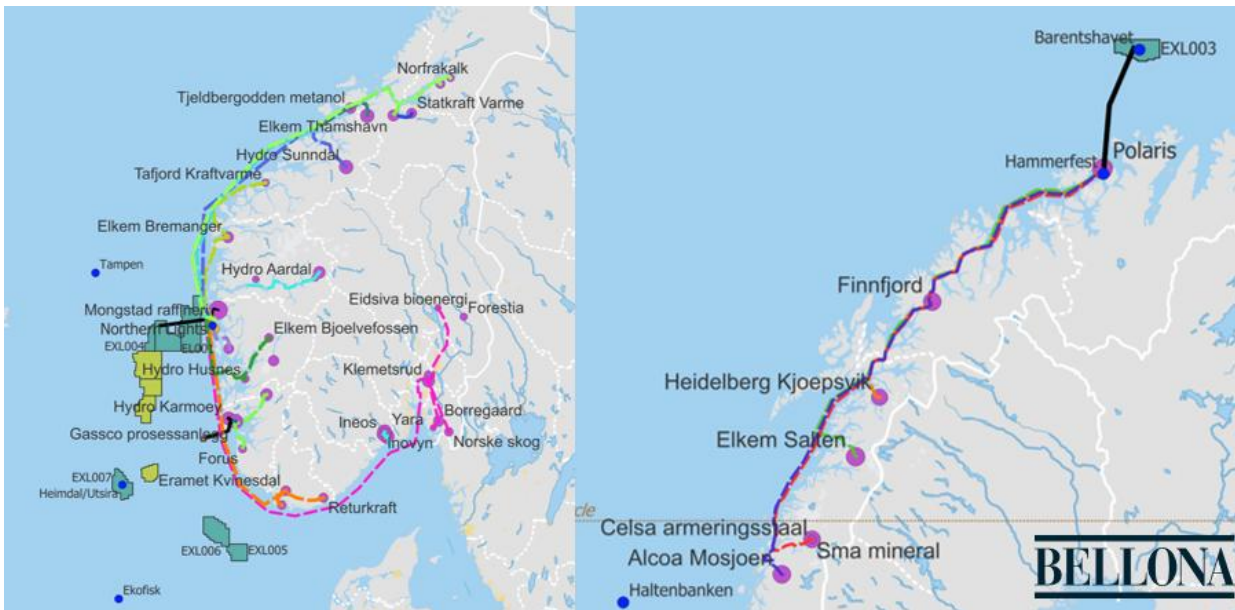 Norfrakalk
Tjeldbergodden metanol
Statkraft Varme
Elkem Thamshavn
Hydro Sunndal
Tafjord Kraftvarme
Elkem Bremanger
Tampen
Hydro Aardal
Mongstad raffineri
Eidsiva bioenergi
Forestia
Northern Lights
Elkem Bjoelvefossen
EXL004
EL001
Hydro Husnes
Klemetsrud
Hydro Karmoey
Borregaard
Ineos
Yara
Gassco prosessanlegg
Inovyn
Norske skog
Forus
EXL007
Eramet Kvinesdal
Heimdal/Utsira
Returkraft
EXL006
EXL005
Ekofisk
Barentshavet
EXL003
Hammerfest
Polaris
Finnfjord
Heidelberg Kjoepsvik
Elkem Salten
cle
Celsa armeringsstaal
Sma mineral
Alcoa Mosjoen
Haltenbanken
BELLONA